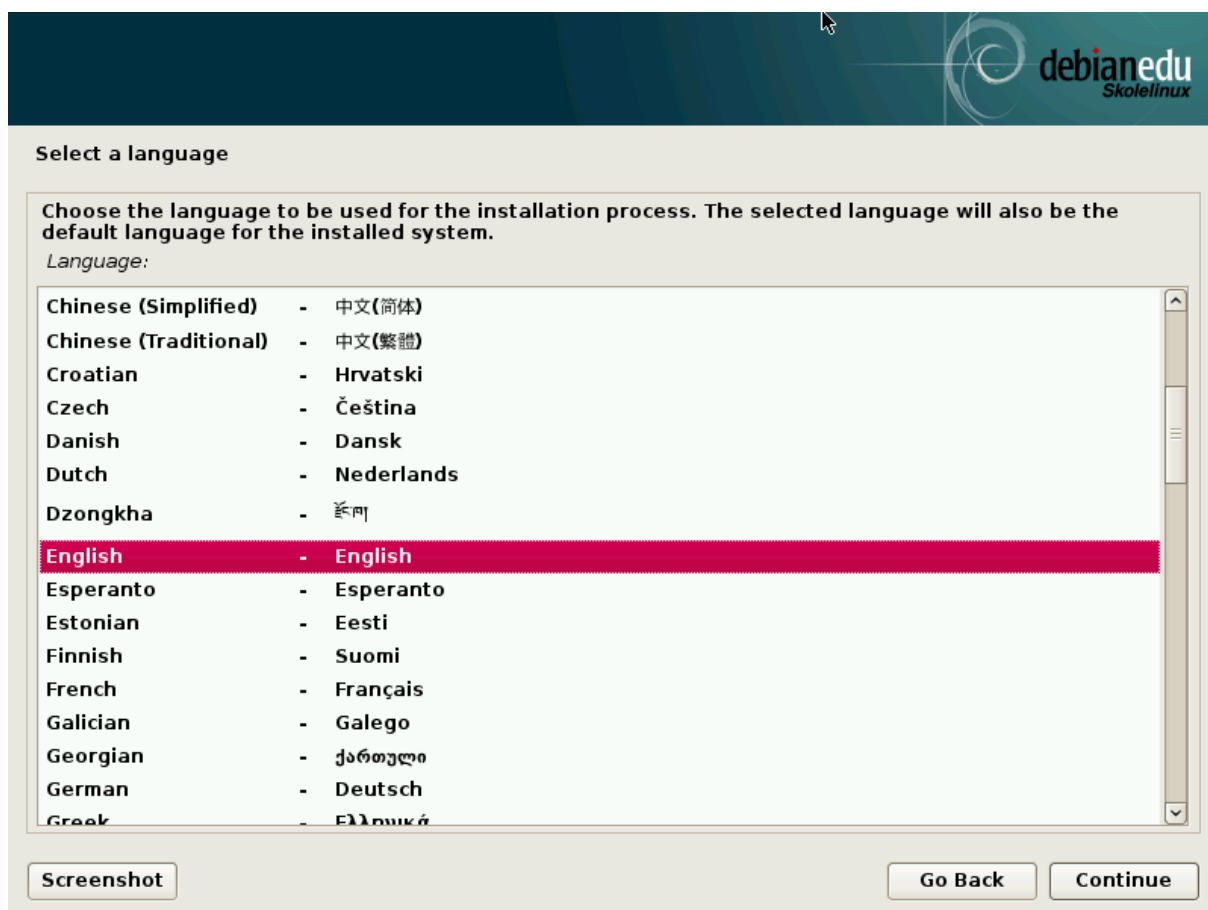 debianedu
Skolelinux
Select a language
Choose the language to be used for the installation process. The selected language will also be the
default language for the installed system.
Language:
Chinese (Simplified) - 中文(简体)
Chinese (Traditional) - 中文(繁體)
Croatian - Hrvatski
Czech - Čeština
Danish - Dansk
Dutch - Nederlands
Dzongkha - རྫོང་ཁ།
English - English
Esperanto - Esperanto
Estonian - Eesti
Finnish - Suomi
French - Français
Galician - Galego
Georgian - ქართული
German - Deutsch
Greek - Ελληνικά
Screenshot Go Back Continue